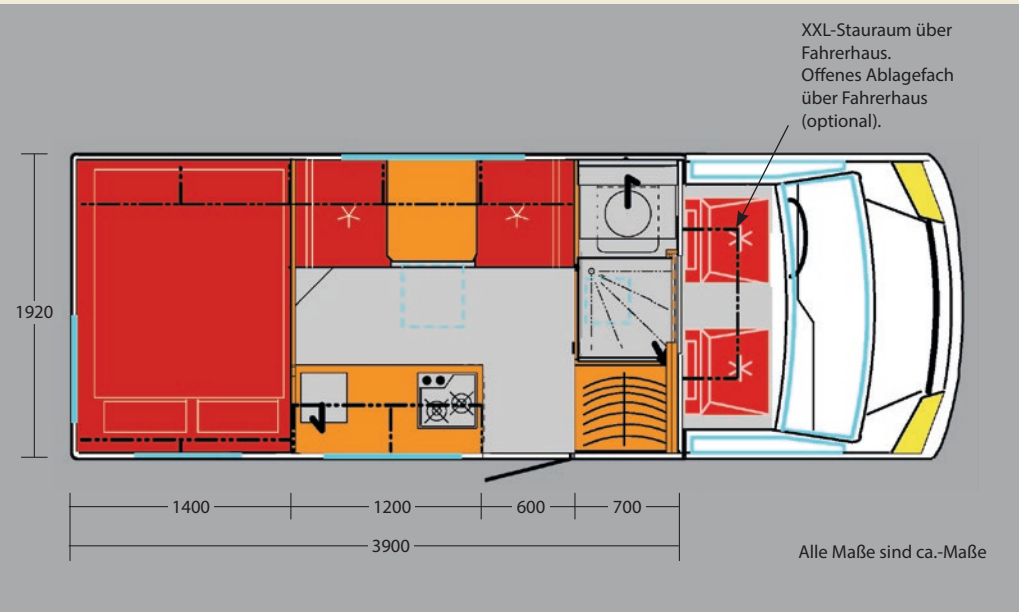 XXL-Stauraum über
Fahrerhaus.
Offenes Ablagefach
über Fahrerhaus
(optional).
1920
1400
1200
600
700
3900
Alle Maße sind ca.-Maße